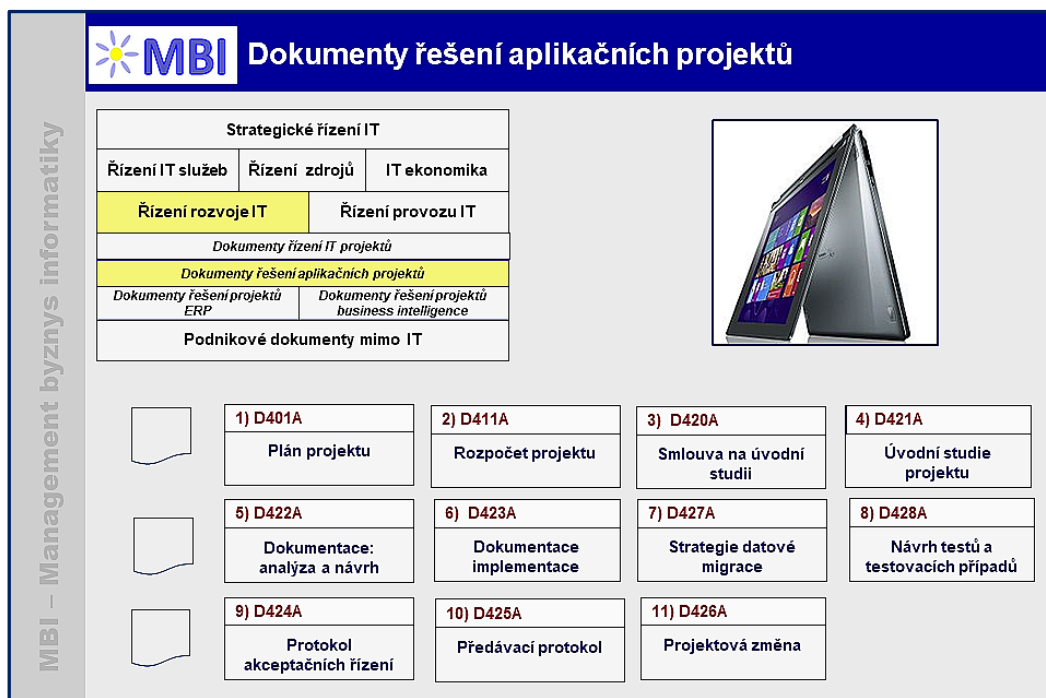 MBI
Dokumenty řešení aplikačních projektů
MBI – Management byznys informatiky
Strategické řízení IT
Řízení IT služeb
Řízení zdrojů
IT ekonomika
Řízení rozvoje IT
Řízení provozu IT
Dokumenty řízení IT projektů
Dokumenty řešení aplikačních projektů
Dokumenty řešení projektů
ERP
Dokumenty řešení projektů
business intelligence
Podnikové dokumenty mimo IT
1) D401A
Plán projektu
2) D411A
Rozpočet projektu
3) D420A
Smlouva na úvodní
studii
4) D421A
Úvodní studie
projektu
5) D422A
Dokumentace:
analýza a návrh
6) D423A
Dokumentace
implementace
7) D427A
Strategie datové
migrace
8) D428A
Návrh testů a
testovacích případů
9) D424A
Protokol
akceptačních řízení
10) D425A
Předávací protokol
11) D426A
Projektová změna